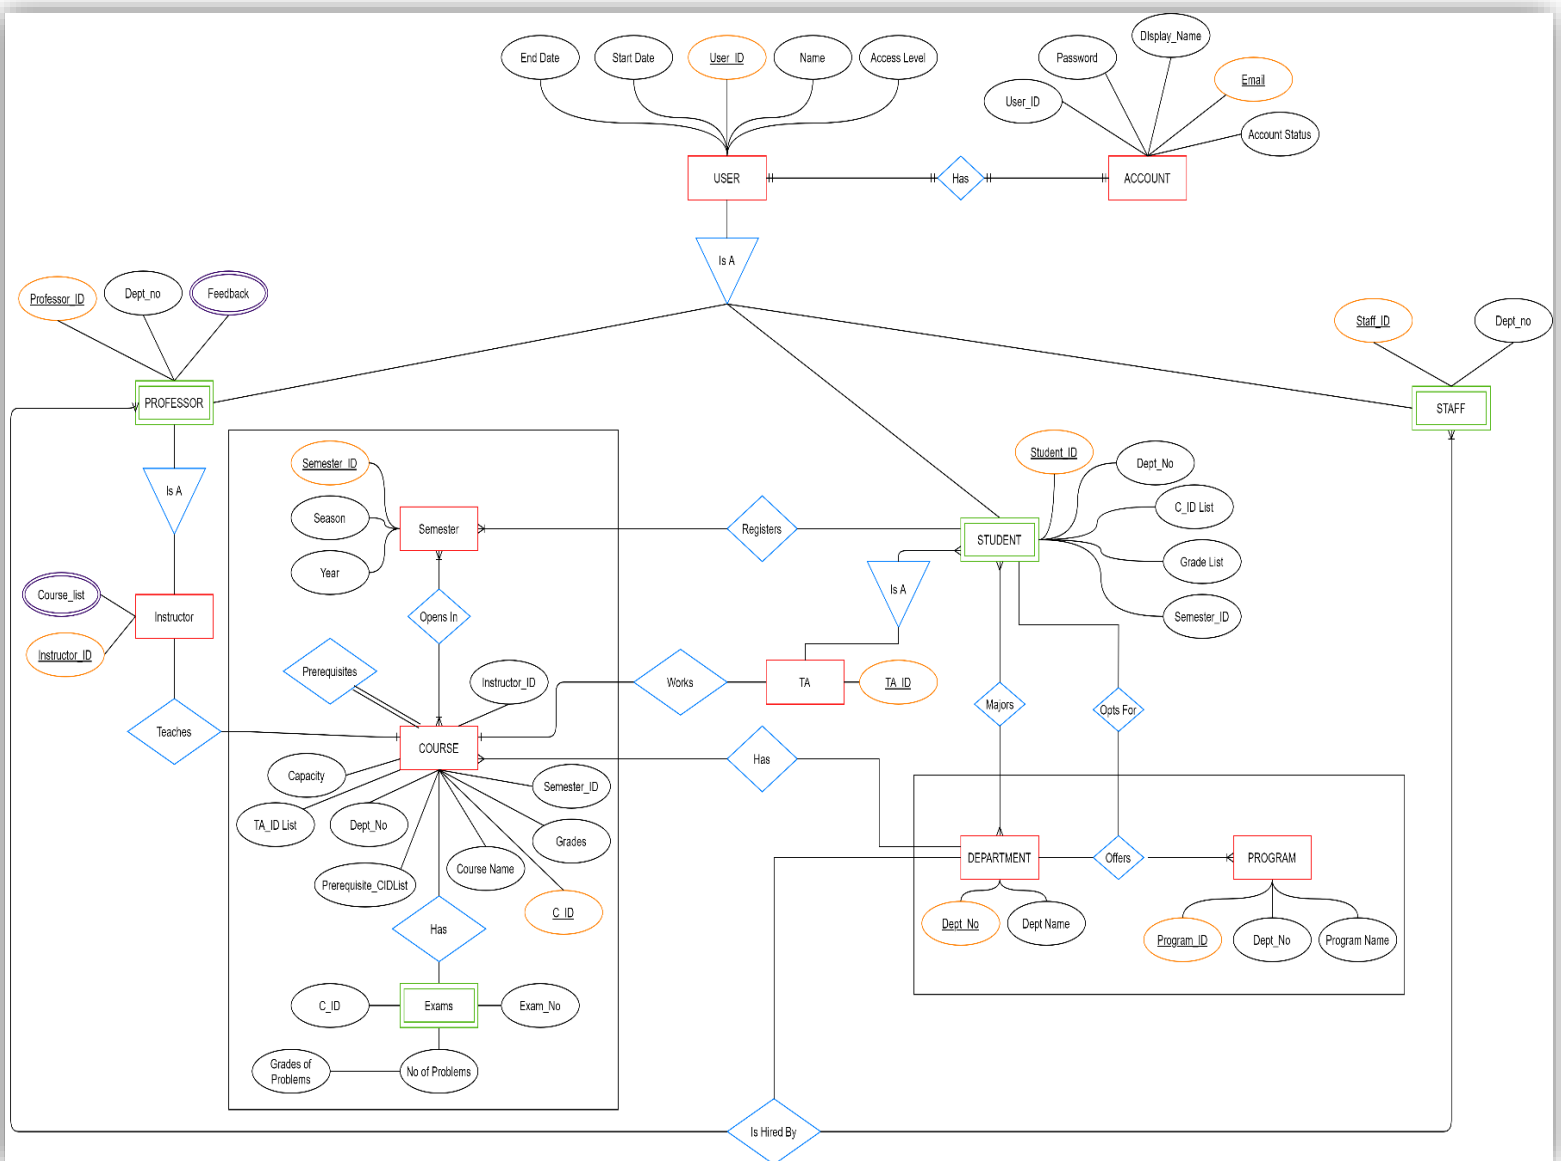 DIsplay_Name
End Date
Start Date
User_ID
Name
Access Level
Password
Email
User_ID
Account Status
USER
Has
ACCOUNT
Is A
Professor_ID
Dept_no
Feedback
Staff_ID
Dept_no
PROFESSOR
STAFF
Is A
Semester_ID
Season
Year
Semester
Registers
STUDENT
Student_ID
Dept_No
C_ID List
Grade List
Semester_ID
Is A
Course_list
Instructor
Instructor_ID
Opens In
Prerequisites
Instructor_ID
Works
TA
TA_ID
Majors
Opts For
Teaches
COURSE
Has
Capacity
Semester_ID
TA_ID List
Dept_No
Grades
Prerequisite_CIDList
Course Name
C_ID
DEPARTMENT
Offers
PROGRAM
Dept_No
Dept Name
Program_ID
Dept_No
Program Name
Has
C_ID
Exams
Exam_No
Grades of
Problems
No of Problems
Is Hired By